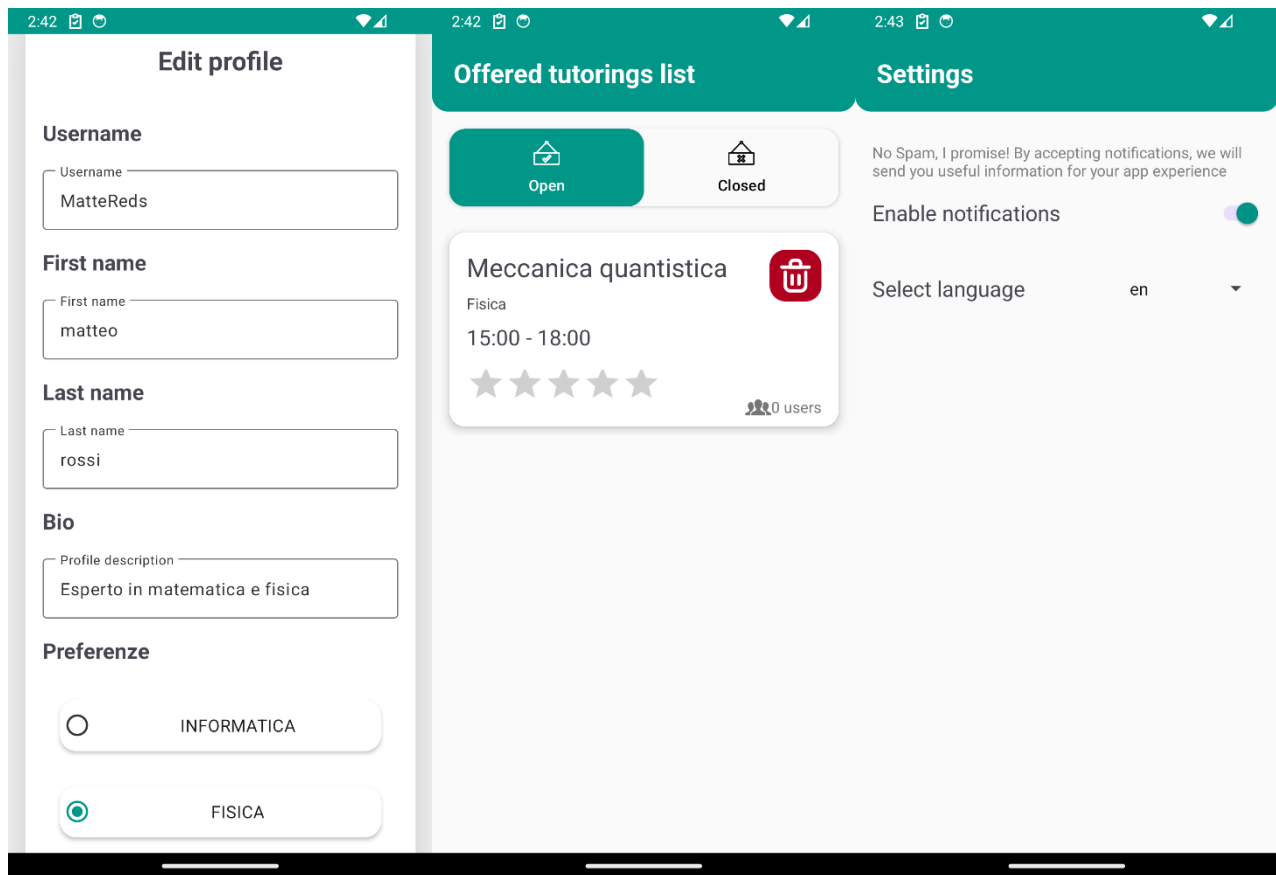 2:42
Edit profile
Username
Username
MatteReds
First name
First name
matteo
Last name
Last name
rossi
Bio
Profile description
Esperto in matematica e fisica
Preferenze
INFORMATICA
FISICA
2:42
Offered tutorings list
Open
Closed
Meccanica quantistica
Fisica
15:00 - 18:00
0 users
2:43
Settings
No Spam, I promise! By accepting notifications, we will
send you useful information for your app experience
Enable notifications
Select language
en